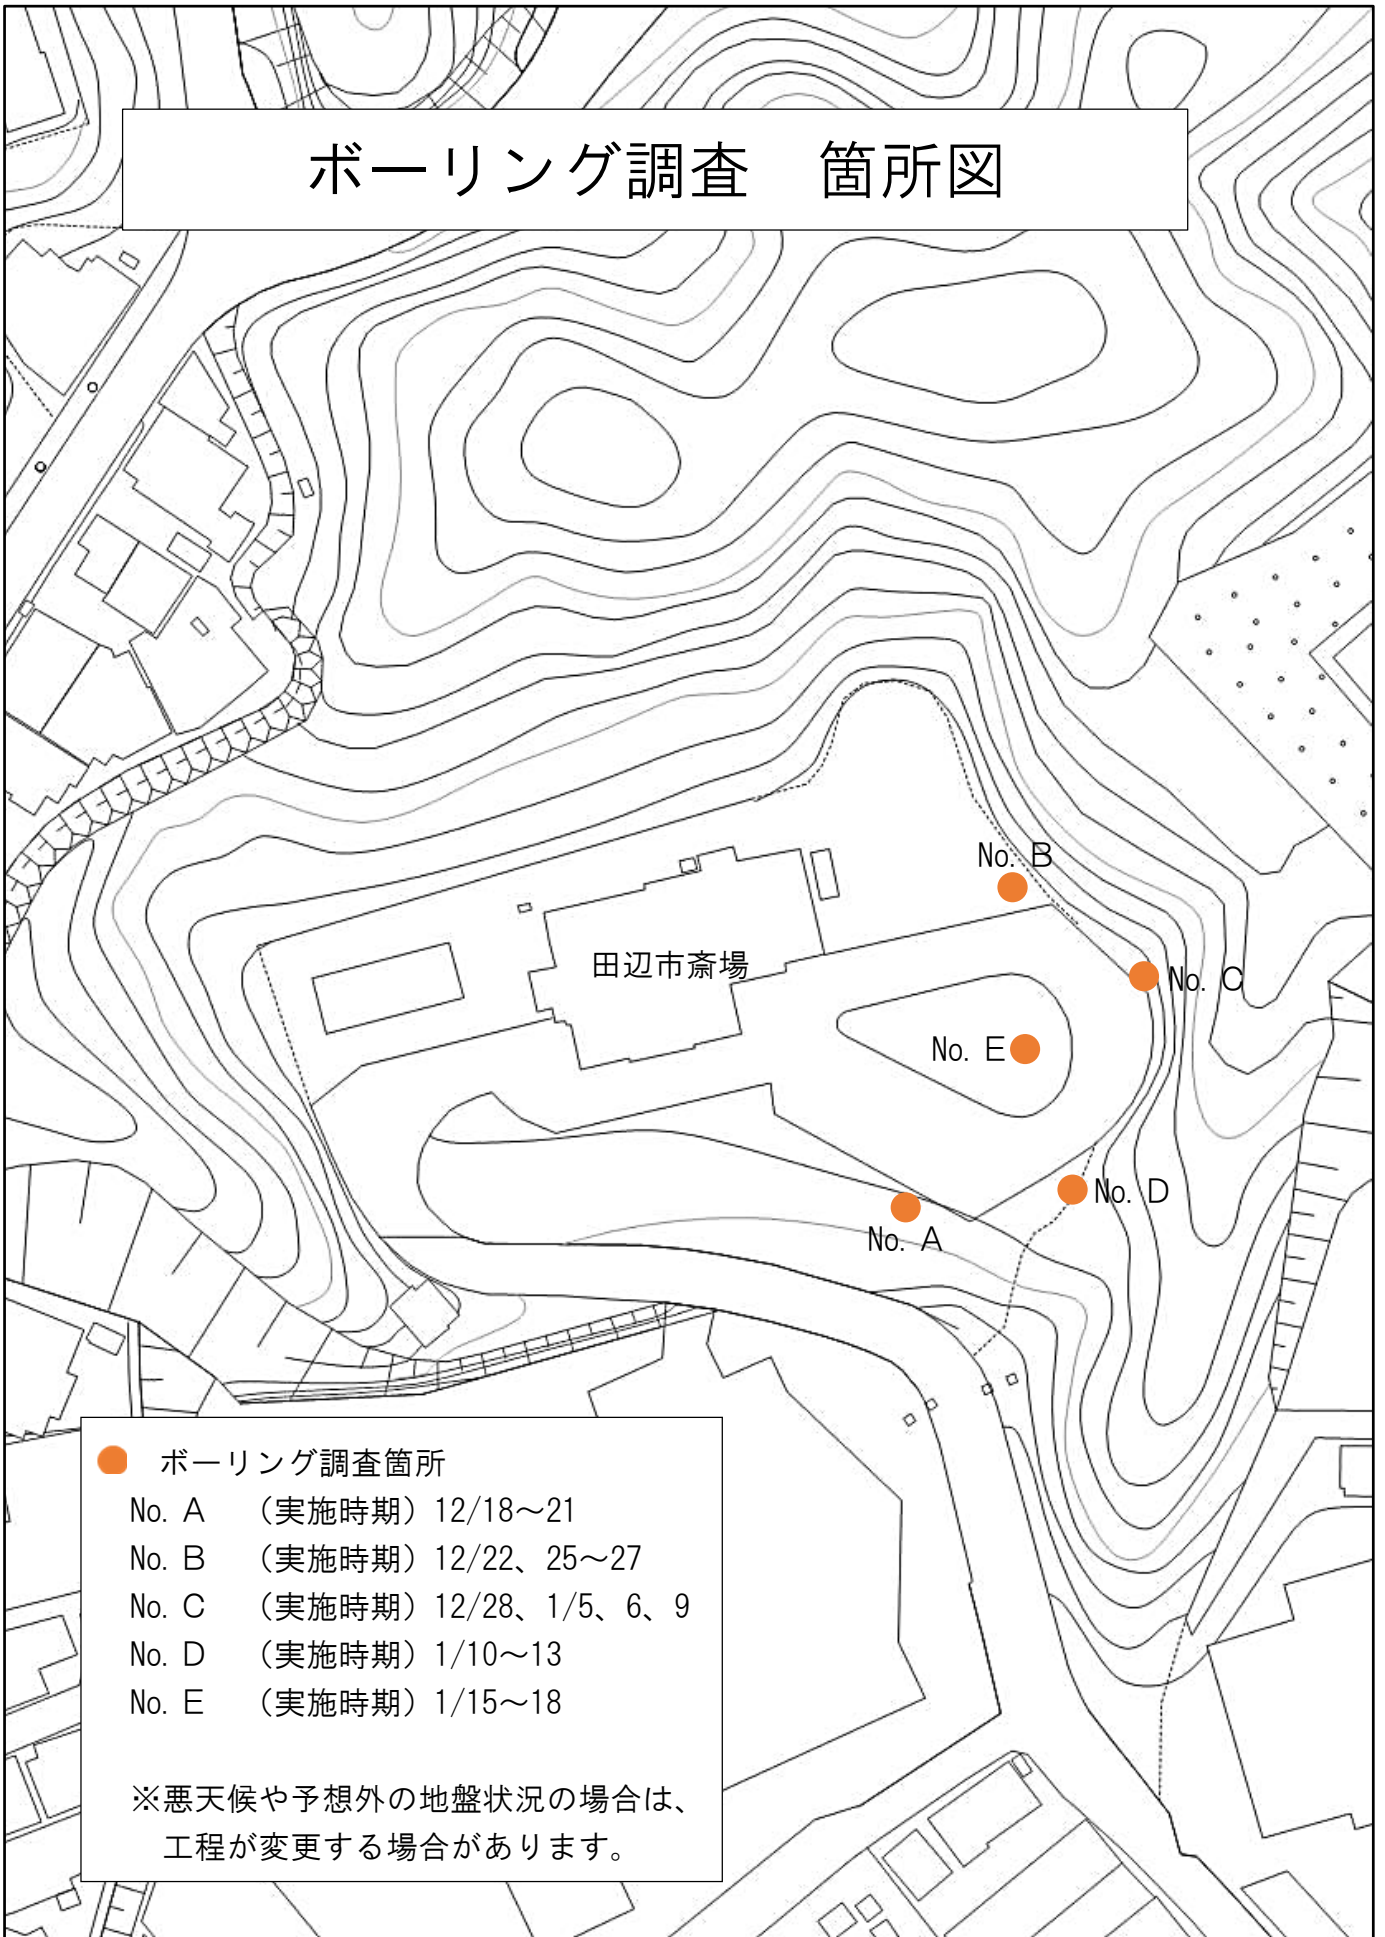 ボーリング調査　箇所図
No. B
田辺市斎場
No. C
No. E
No. D
No. A
ボーリング調査箇所
No. A （実施時期）12/18～21
No. B （実施時期）12/22、25～27
No. C （実施時期）12/28、1/5、6、9
No. D （実施時期）1/10～13
No. E （実施時期）1/15～18
※悪天候や予想外の地盤状況の場合は、
工程が変更する場合があります。